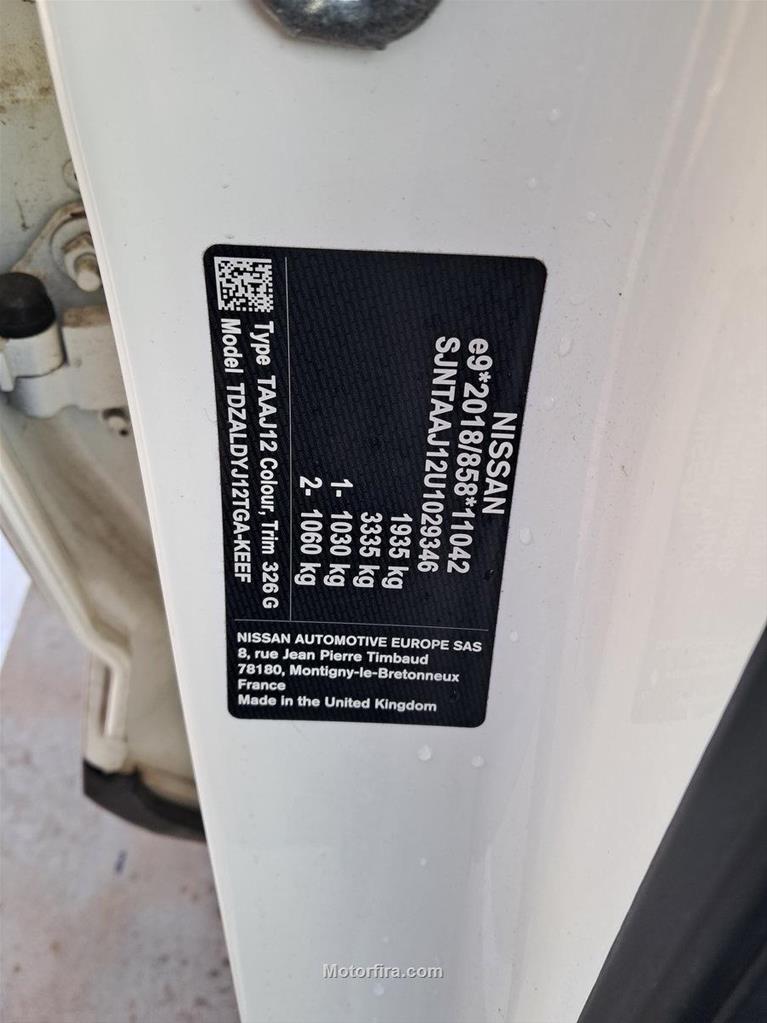 NISSAN
e9*2018/858*11042
SJNTAAJ12U1029346
1935 kg
3335 kg
1- 1030 kg
2- 1060 kg
Type TAAJ12 Colour, Trim 326 G
Model TDZALDYJ12TGA-KEEF
NISSAN AUTOMOTIVE EUROPE SAS
8, rue Jean Pierre Timbaud
78180, Montigny-le-Bretonneux
France
Made in the United Kingdom
Motorfira.com